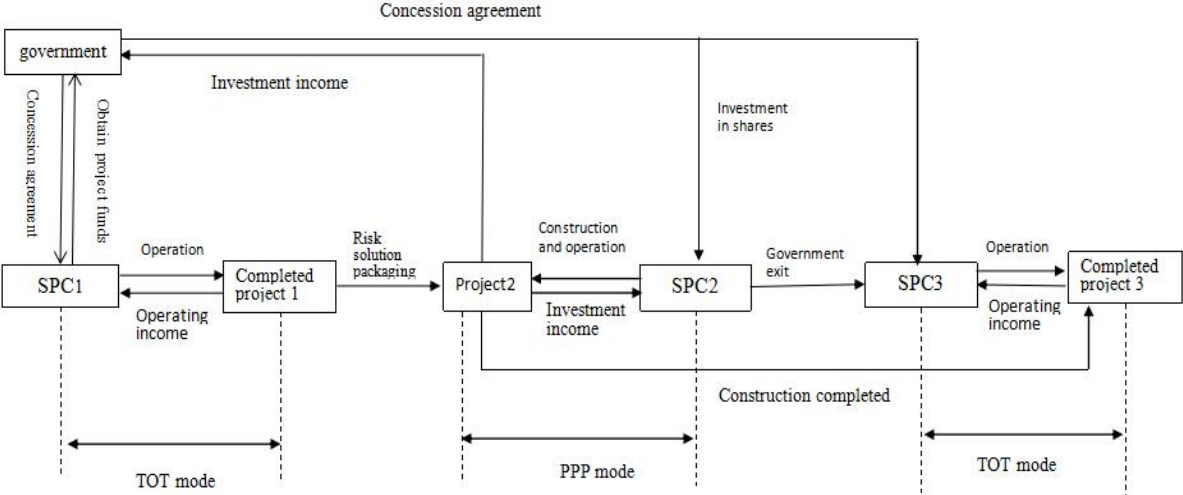 Concession agreement
government
Investment income
Concession agreement
Obtain project funds
Investment
in shares
Operation
Risk
solution
packaging
Construction
and operation
Government
exit
Operation
SPC1
Completed
project 1
Project2
SPC2
SPC3
Completed
project 3
Operating
income
Investment
income
Operating
income
Construction completed
TOT mode
PPP mode
TOT mode